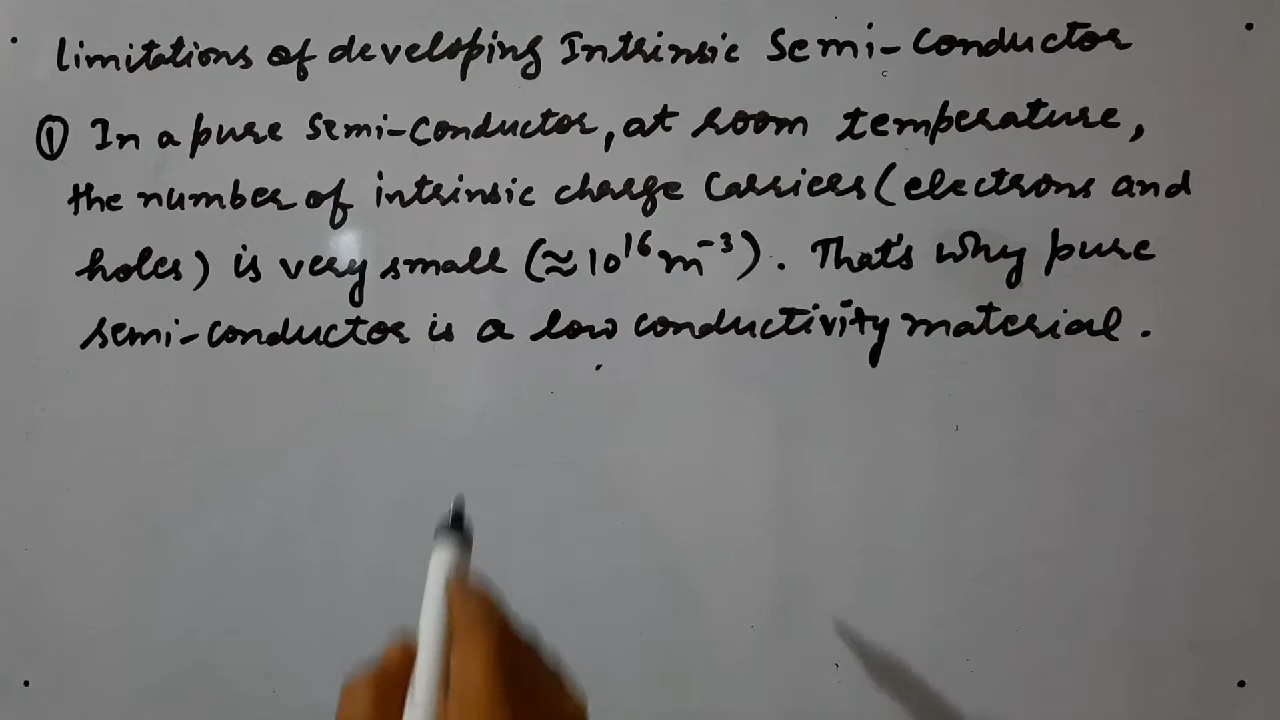 limitations of developing Intrinsic Semi-Conductor
① In a pure semi-conductor, at room temperature,
the number of intrinsic charge carriers (electrons and
holes) is very small (≈10¹⁶m⁻³). That's why pure
semi-conductor is a low conductivity material.